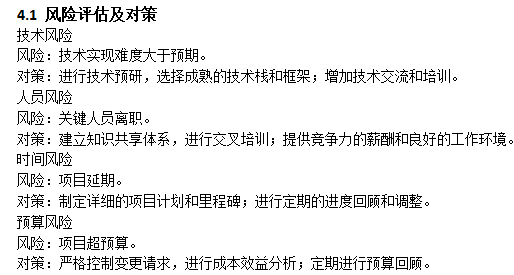 4.1 风险评估及对策
技术风险
风险：技术实现难度大于预期。
对策：进行技术预研，选择成熟的技术栈和框架；增加技术交流和培训。
人员风险
风险：关键人员离职。
对策：建立知识共享体系，进行交叉培训；提供竞争力的薪酬和良好的工作环境。
时间风险
风险：项目延期。
对策：制定详细的项目计划和里程碑；进行定期的进度回顾和调整。
预算风险
风险：项目超预算。
对策：严格控制变更请求，进行成本效益分析；定期进行预算回顾。